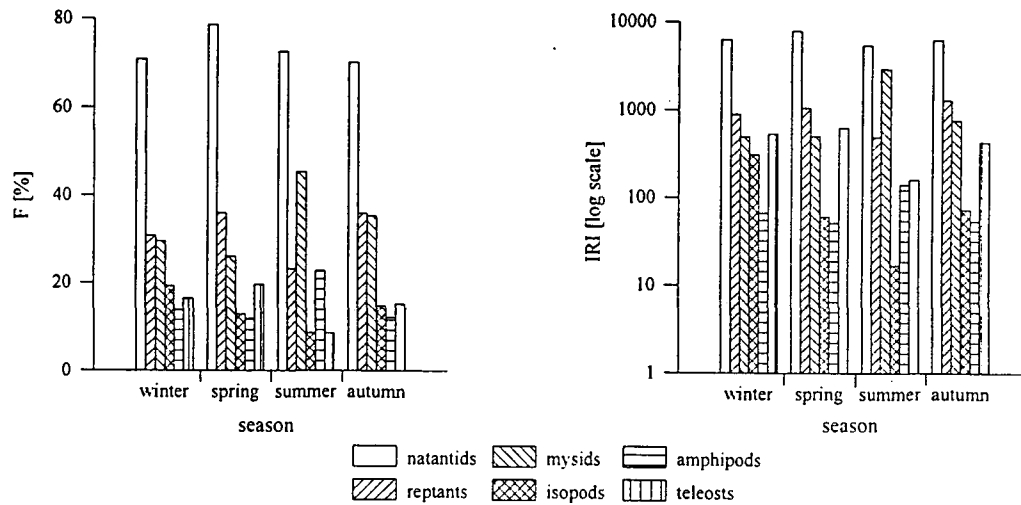 80
60
40
20
0
F [%]
winter spring summer autumn
season
10000
1000
100
10
1
IRI [log scale]
winter spring summer autumn
season
natantids mysids amphipods
reptants isopods teleosts